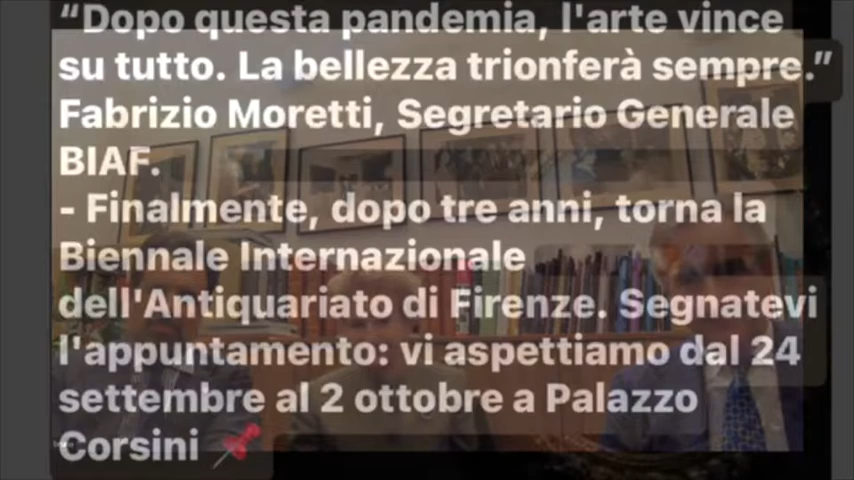 “Dopo questa pandemia, l'arte vince
su tutto. La bellezza trionferà sempre.”
Fabrizio Moretti, Segretario Generale
BIAF.
- Finalmente, dopo tre anni, torna la
Biennale Internazionale
dell'Antiquariato di Firenze. Segnatevi
l'appuntamento: vi aspettiamo dal 24
settembre al 2 ottobre a Palazzo
Corsini